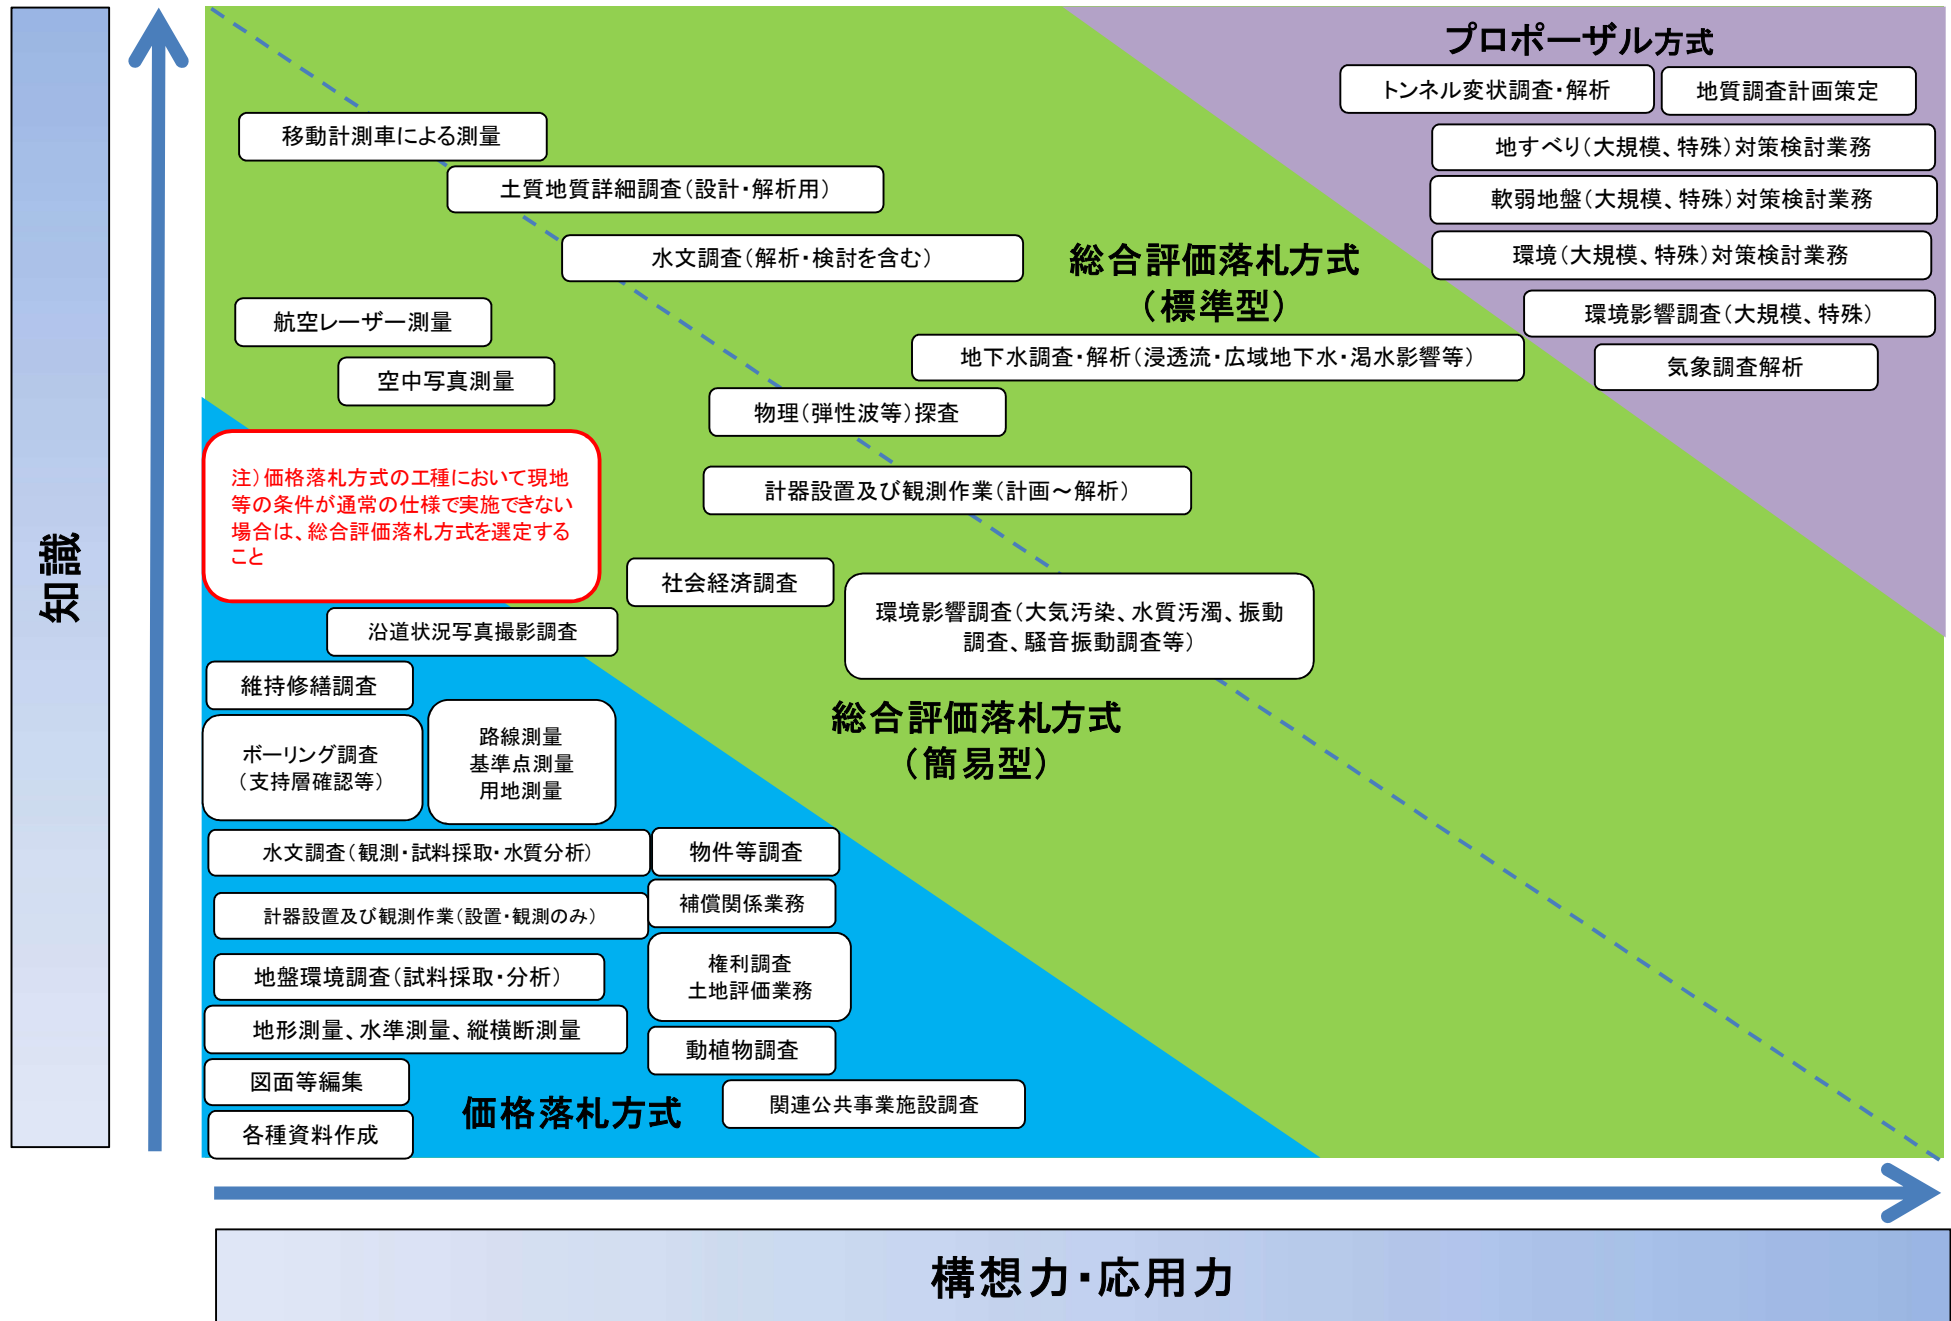 プロポーザル方式
トンネル変状調査・解析
地質調査計画策定
移動計測車による測量
地すべり(大規模、特殊)対策検討業務
土質地質詳細調査(設計・解析用)
軟弱地盤(大規模、特殊)対策検討業務
水文調査(解析・検討を含む)
総合評価落札方式
(標準型)
環境(大規模、特殊)対策検討業務
航空レーザー測量
環境影響調査(大規模、特殊)
地下水調査・解析(浸透流・広域地下水・渇水影響等)
気象調査解析
空中写真測量
物理(弾性波等)探査
注)価格落札方式の工種において現地
等の条件が通常の仕様で実施できない
場合は、総合評価落札方式を選定する
こと
計器設置及び観測作業(計画～解析)
知識
社会経済調査
環境影響調査(大気汚染、水質汚濁、振動
調査、騒音振動調査等)
沿道状況写真撮影調査
維持修繕調査
総合評価落札方式
(簡易型)
ボーリング調査
(支持層確認等)
路線測量
基準点測量
用地測量
水文調査(観測・試料採取・水質分析)
物件等調査
計器設置及び観測作業(設置・観測のみ)
補償関係業務
地盤環境調査(試料採取・分析)
権利調査
土地評価業務
地形測量、水準測量、縦横断測量
動植物調査
図面等編集
価格落札方式
関連公共事業施設調査
各種資料作成
構想力・応用力